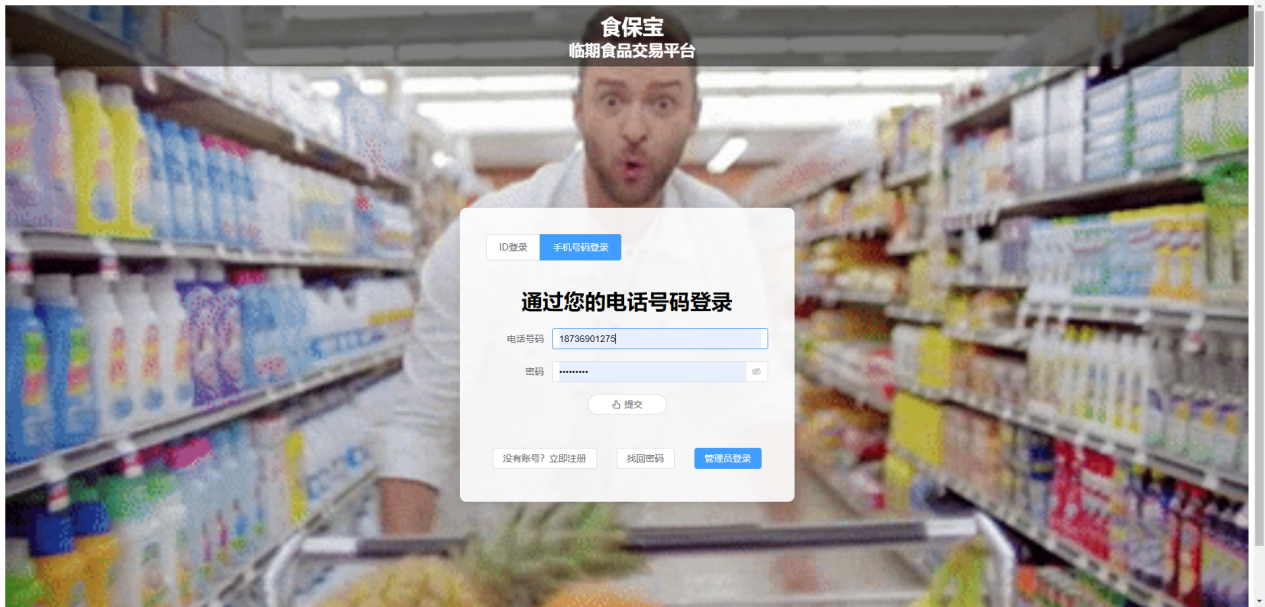 食保宝
临期食品交易平台
ID登录 手机号码登录
通过您的电话号码登录
电话号码 18736901275
密码 •••••••••
提交
没有账号？立即注册 找回密码 管理员登录